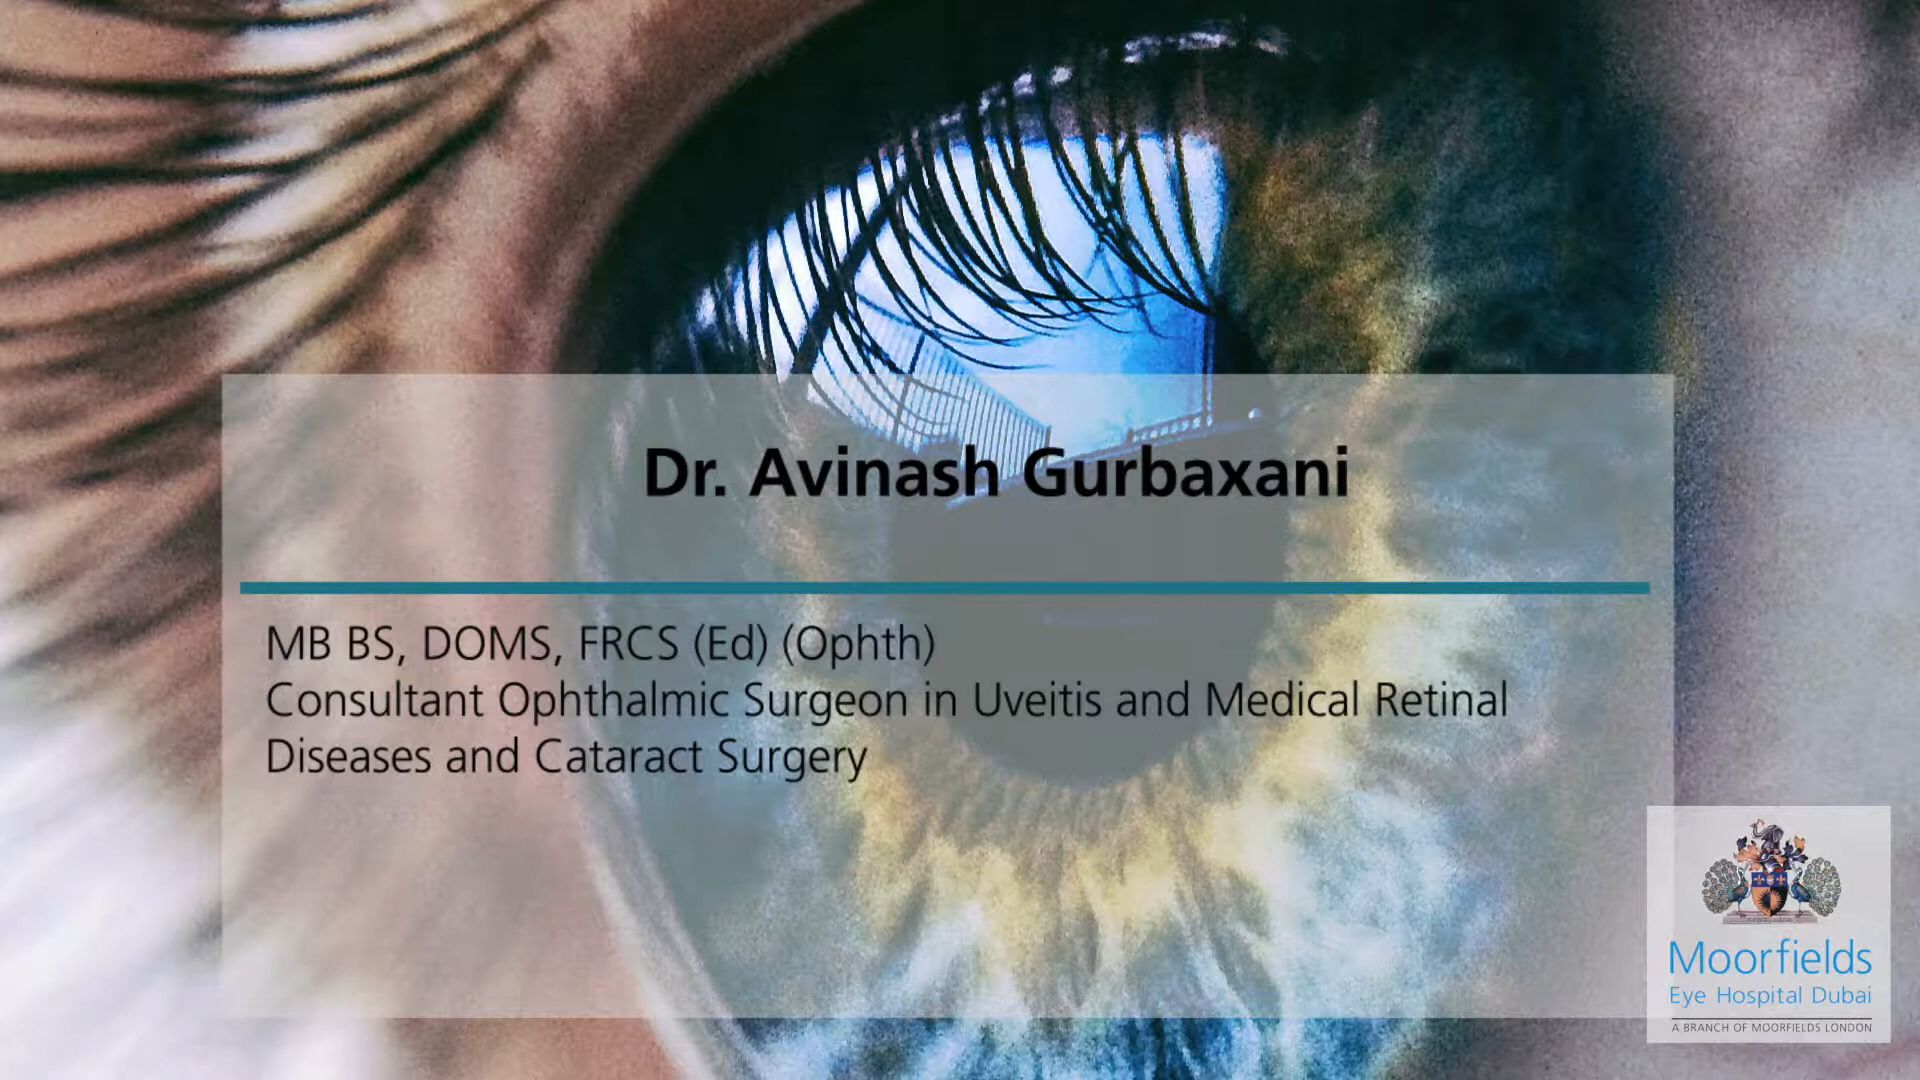 Dr. Avinash Gurbaxani
MB BS, DOMS, FRCS (Ed) (Ophth)
Consultant Ophthalmic Surgeon in Uveitis and Medical Retinal
Diseases and Cataract Surgery
Moorfields
Eye Hospital Dubai
A BRANCH OF MOORFIELDS LONDON